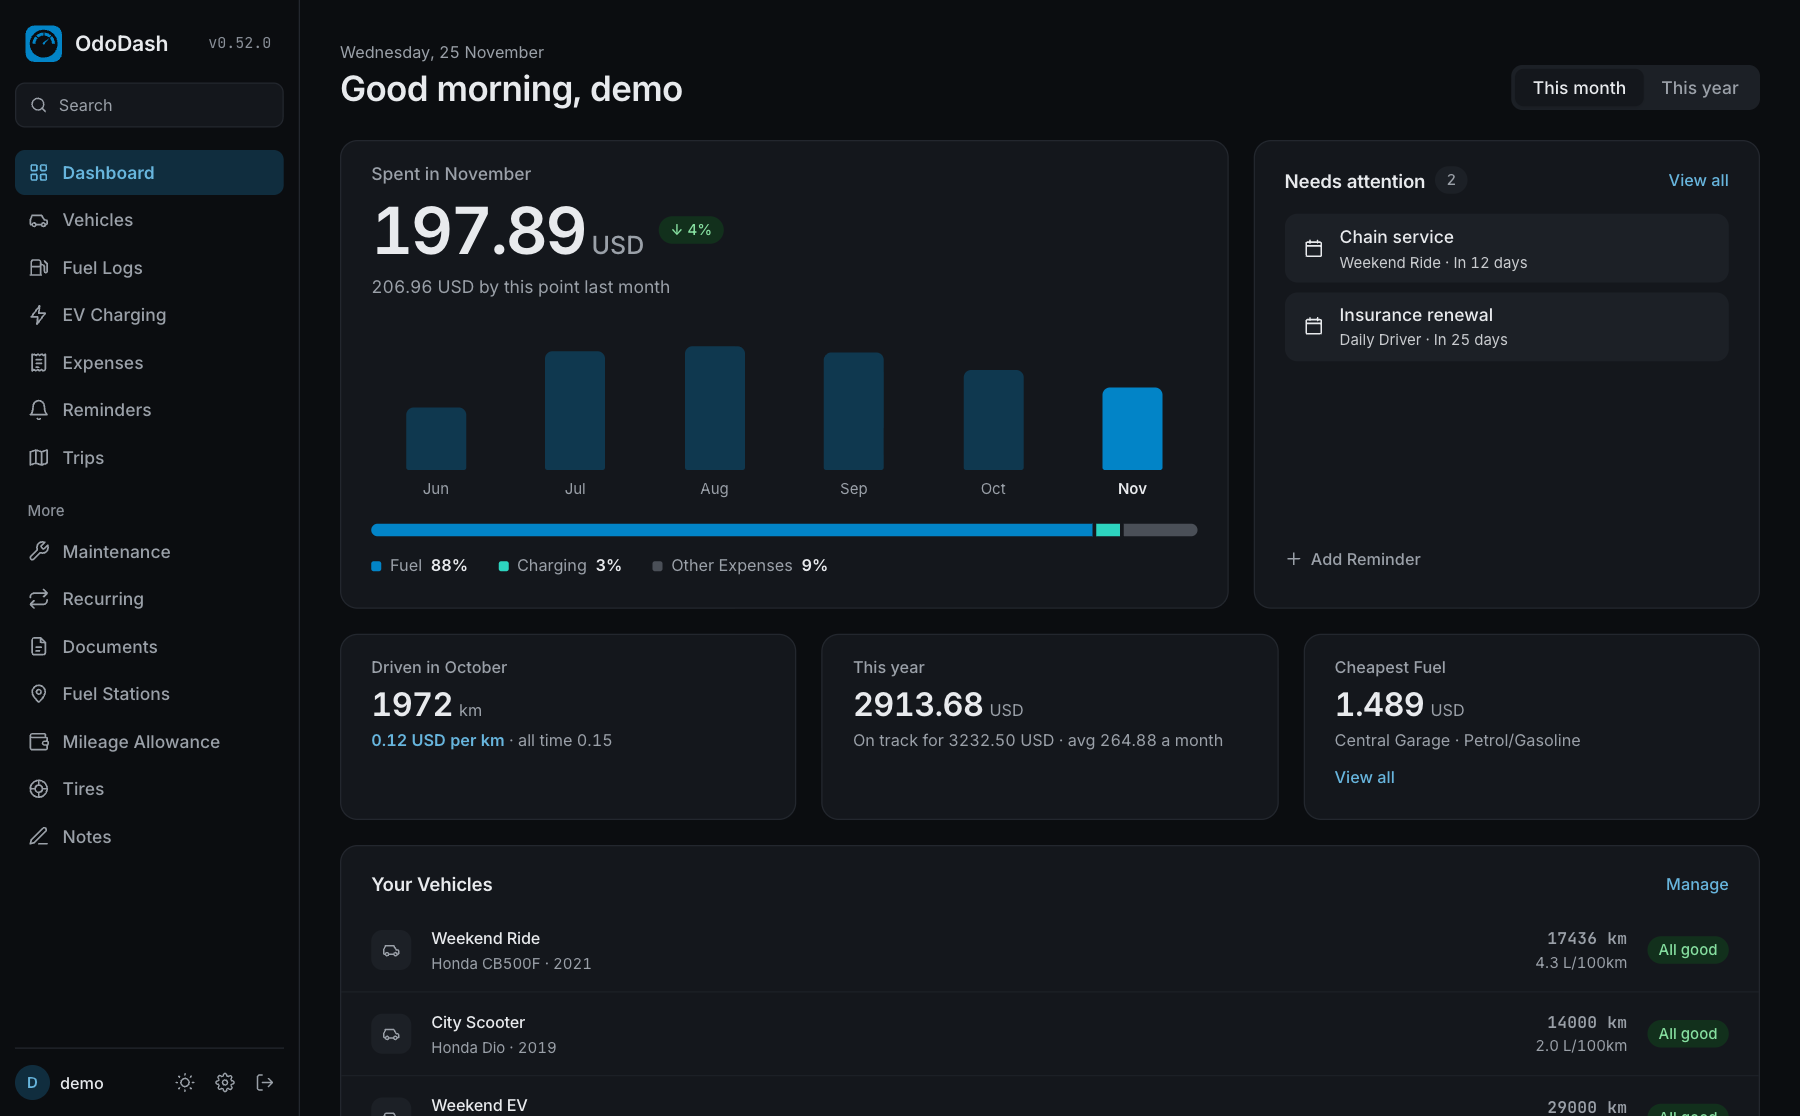 OdoDash v0.52.0
Search
Dashboard
Vehicles
Fuel Logs
EV Charging
Expenses
Reminders
Trips
More
Maintenance
Recurring
Documents
Fuel Stations
Mileage Allowance
Tires
Notes
D demo
Wednesday, 25 November
Good morning, demo
This month This year
Spent in November
197.89 USD ↓ 4%
206.96 USD by this point last month
Jun Jul Aug Sep Oct Nov
Fuel 88% Charging 3% Other Expenses 9%
Needs attention 2 View all
Chain service
Weekend Ride · In 12 days
Insurance renewal
Daily Driver · In 25 days
+ Add Reminder
Driven in October
1972 km
0.12 USD per km · all time 0.15
This year
2913.68 USD
On track for 3232.50 USD · avg 264.88 a month
Cheapest Fuel
1.489 USD
Central Garage · Petrol/Gasoline
View all
Your Vehicles Manage
Weekend Ride
Honda CB500F · 2021
17436 km
4.3 L/100km
All good
City Scooter
Honda Dio · 2019
14000 km
2.0 L/100km
All good
Weekend EV
29000 km
All good